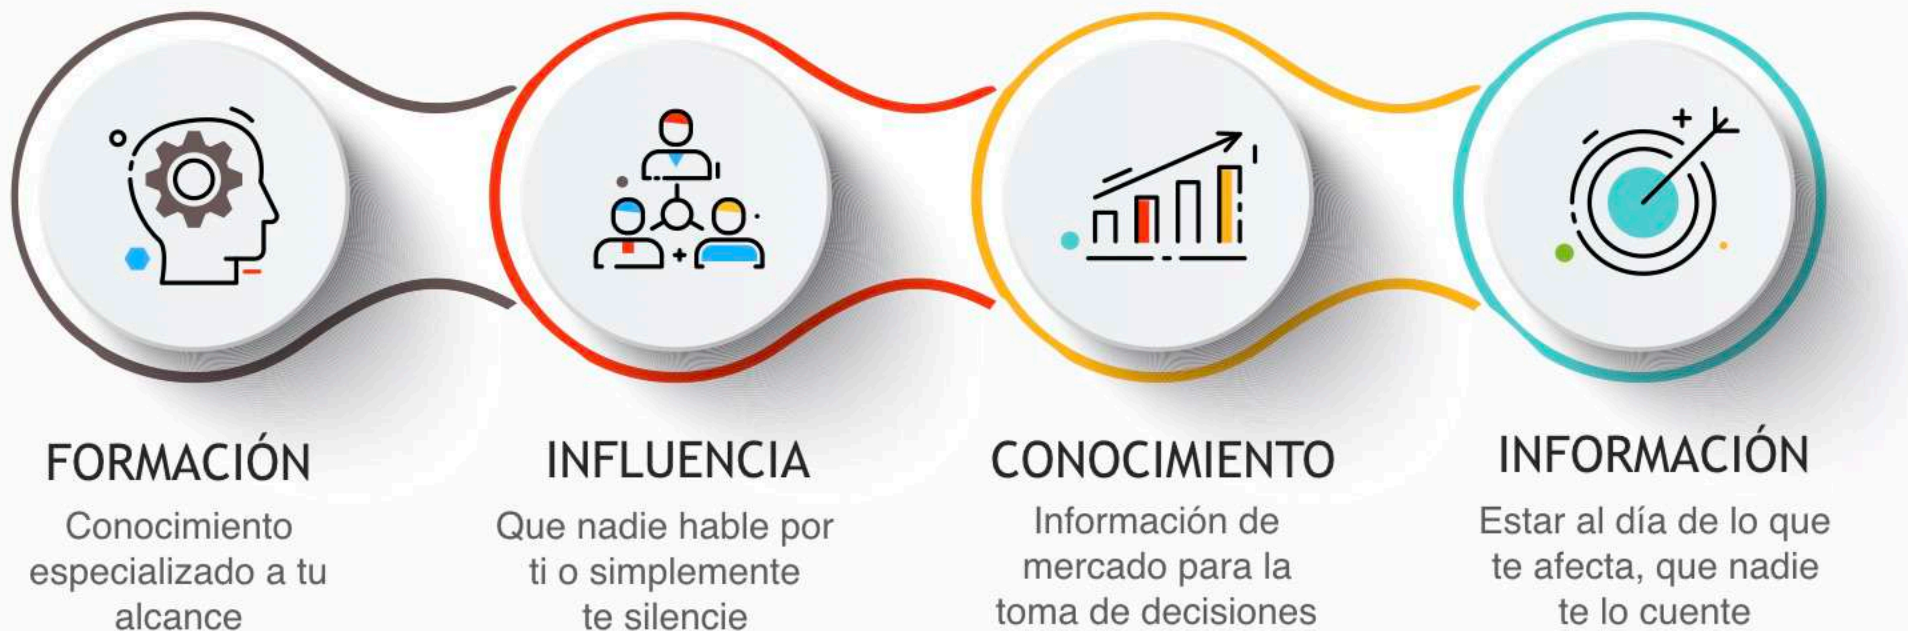 FORMACIÓN
Conocimiento
especializado a tu
alcance
INFLUENCIA
Que nadie hable por
ti o simplemente
te silencie
CONOCIMIENTO
Información de
mercado para la
toma de decisiones
INFORMACIÓN
Estar al día de lo que
te afecta, que nadie
te lo cuente